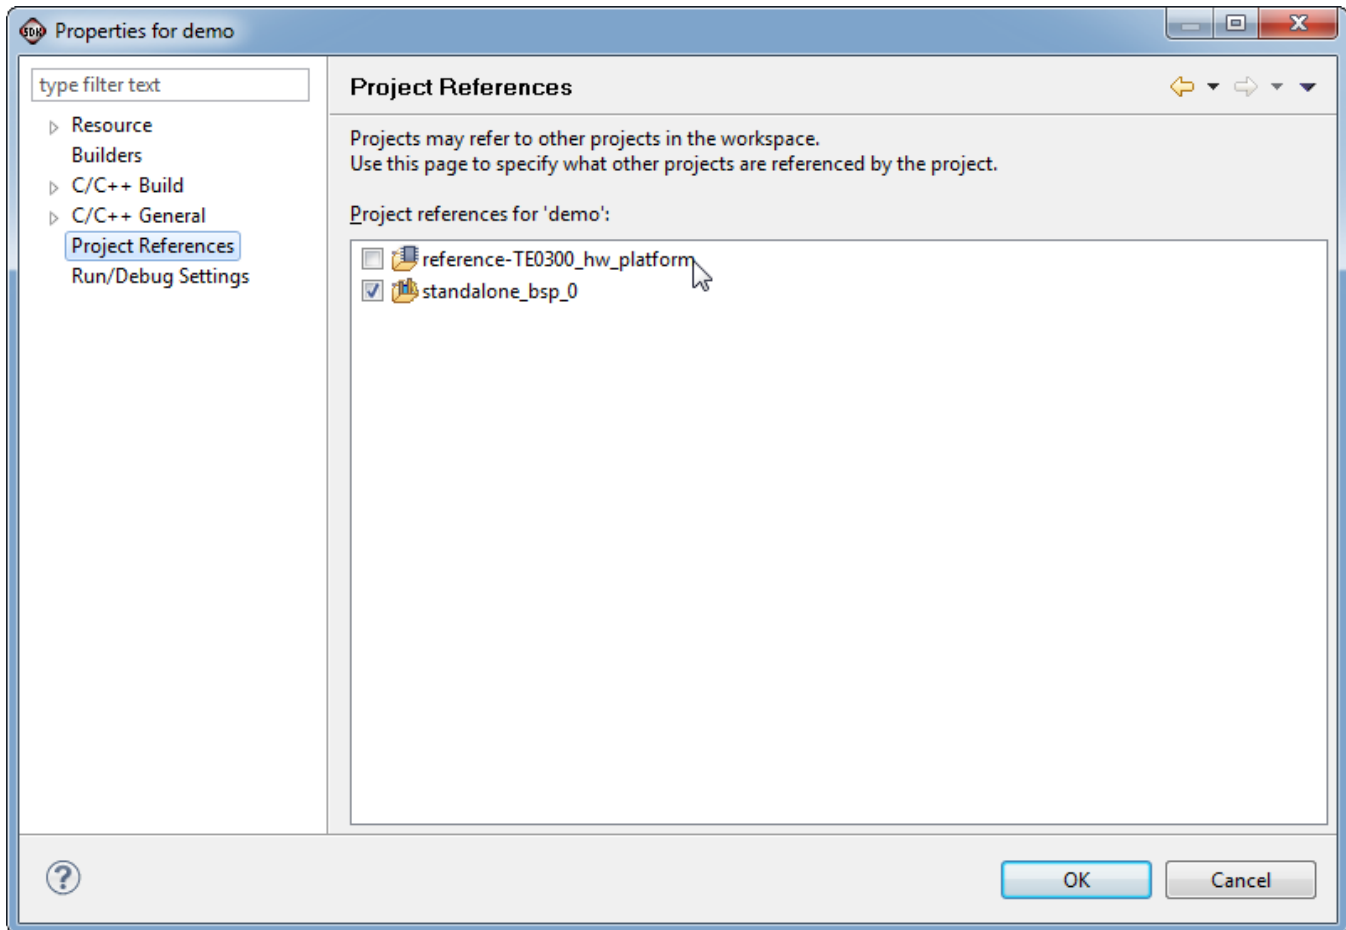 SDK Properties for demo
type filter text
Resource
Builders
C/C++ Build
C/C++ General
Project References
Run/Debug Settings
Project References
Projects may refer to other projects in the workspace.
Use this page to specify what other projects are referenced by the project.
Project references for 'demo':
reference-TE0300_hw_platform
standalone_bsp_0
?
OK
Cancel